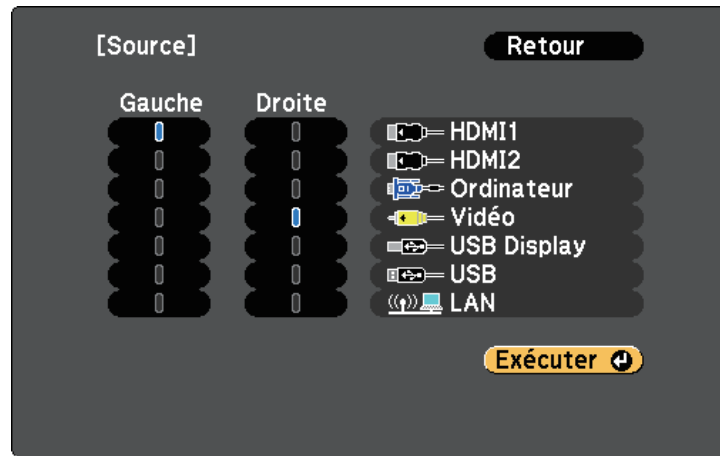 [Source]
Retour
Gauche Droite
HDMI1
HDMI2
Ordinateur
Vidéo
USB Display
USB
LAN
Exécuter